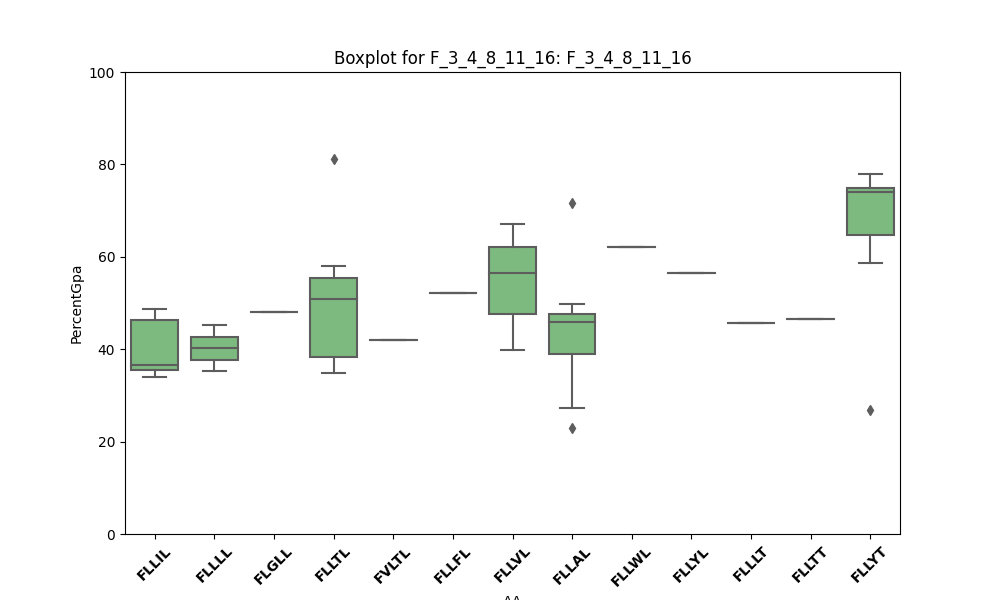 Boxplot for F_3_4_8_11_16: F_3_4_8_11_16
PercentGpa
100
80
60
40
20
0
FLLIL
FLLLL
FLGLL
FLLTL
FVLTL
FLLFL
FLLVL
FLLAL
FLLWL
FLLYL
FLLLT
FLLTT
FLLYT
AA